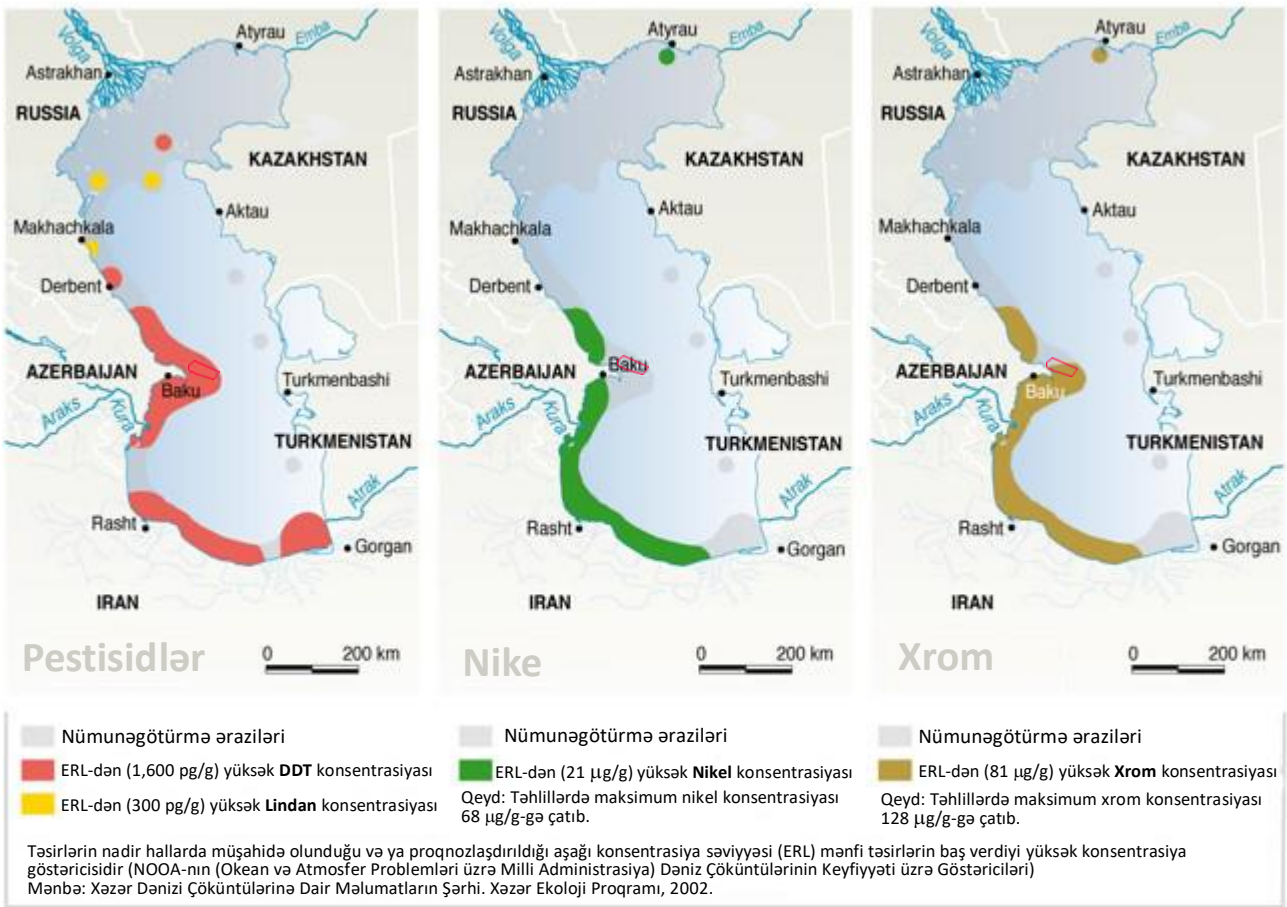 Volga
Atyrau
Emba
Astrakhan
RUSSIA
KAZAKHSTAN
Aktau
Makhachkala
Derbent
AZERBAIJAN
Baku
Turkmenbashi
Araks
Kura
TURKMENISTAN
Atrak
Rasht
Gorgan
IRAN
Pestisidlər
0 200 km
Volga
Atyrau
Emba
Astrakhan
RUSSIA
KAZAKHSTAN
Aktau
Makhachkala
Derbent
AZERBAIJAN
Baku
Turkmenbashi
Araks
Kura
TURKMENISTAN
Atrak
Rasht
Gorgan
IRAN
Nike
0 200 km
Volga
Atyrau
Emba
Astrakhan
RUSSIA
KAZAKHSTAN
Aktau
Makhachkala
Derbent
AZERBAIJAN
Baku
Turkmenbashi
Araks
Kura
TURKMENISTAN
Atrak
Rasht
Gorgan
IRAN
Xrom
0 200 km
Nümunəgötürmə əraziləri
ERL-dən (1,600 pg/g) yüksək DDT konsentrasiyası
ERL-dən (300 pg/g) yüksək Lindan konsentrasiyası
Nümunəgötürmə əraziləri
ERL-dən (21 µg/g) yüksək Nikel konsentrasiyası
Qeyd: Təhlillərdə maksimum nikel konsentrasiyası
68 µg/g-gə çatıb.
Nümunəgötürmə əraziləri
ERL-dən (81 µg/g) yüksək Xrom konsentrasiyası
Qeyd: Təhlillərdə maksimum xrom konsentrasiyası
128 µg/g-gə çatıb.
Təsirlərin nadir hallarda müşahidə olunduğu və ya proqnozlaşdırıldığı aşağı konsentrasiya səviyyəsi (ERL) mənfi təsirlərin baş verdiyi yüksək konsentrasiya
göstəricisidir (NOOA-nın (Okean və Atmosfer Problemləri üzrə Milli Administrasiya) Dəniz Çöküntülərinin Keyfiyyəti üzrə Göstəriciləri)
Mənbə: Xəzər Dənizi Çöküntülərinə Dair Məlumatların Şərhi. Xəzər Ekoloji Proqramı, 2002.